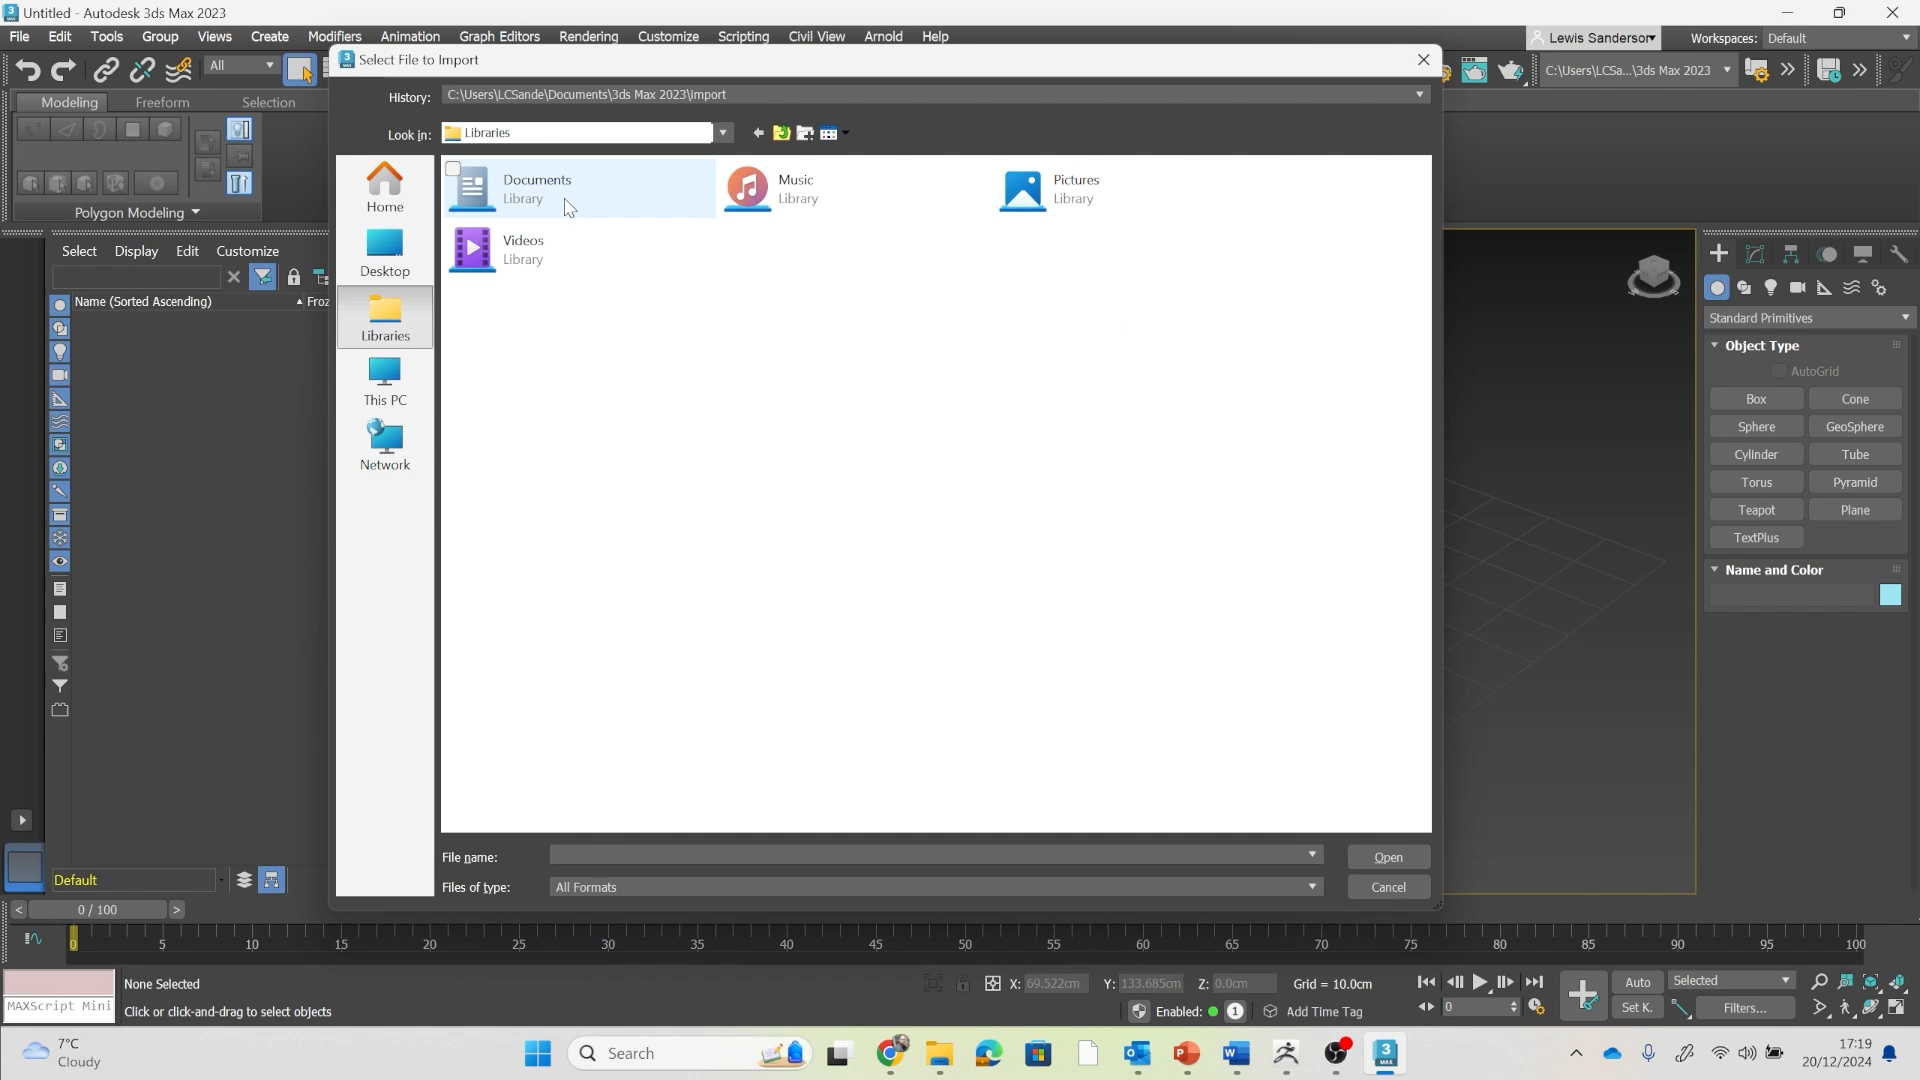 Untitled - Autodesk 3ds Max 2023
File Edit Tools Group Views Create Modifiers Animation Graph Editors Rendering Customize Scripting Civil View Arnold Help
Lewis Sanderson
Workspaces: Default
All
C:\Users\LCSa...\3ds Max 2023
Select File to Import
History: C:\Users\LCSande\Documents\3ds Max 2023\import
Look in: Libraries
Modeling Freeform Selection
Polygon Modeling
Home
Desktop
Libraries
This PC
Network
Documents
Library
Music
Library
Pictures
Library
Videos
Library
File name:
Open
Files of type: All Formats
Cancel
Select Display Edit Customize
Name (Sorted Ascending) Froz
Default
Standard Primitives
Object Type
AutoGrid
Box Cone
Sphere GeoSphere
Cylinder Tube
Torus Pyramid
Teapot Plane
TextPlus
Name and Color
< 0 / 100 >
0 5 10 15 20 25 30 35 40 45 50 55 60 65 70 75 80 85 90 95 100
None Selected
X: 69.522cm Y: 133.685cm Z: 0.0cm Grid = 10.0cm
Auto Selected
MAXScript Mini
Click or click-and-drag to select objects
Enabled: 1 Add Time Tag
0
Set K. Filters...
7°C
Cloudy
Search
17:19
20/12/2024